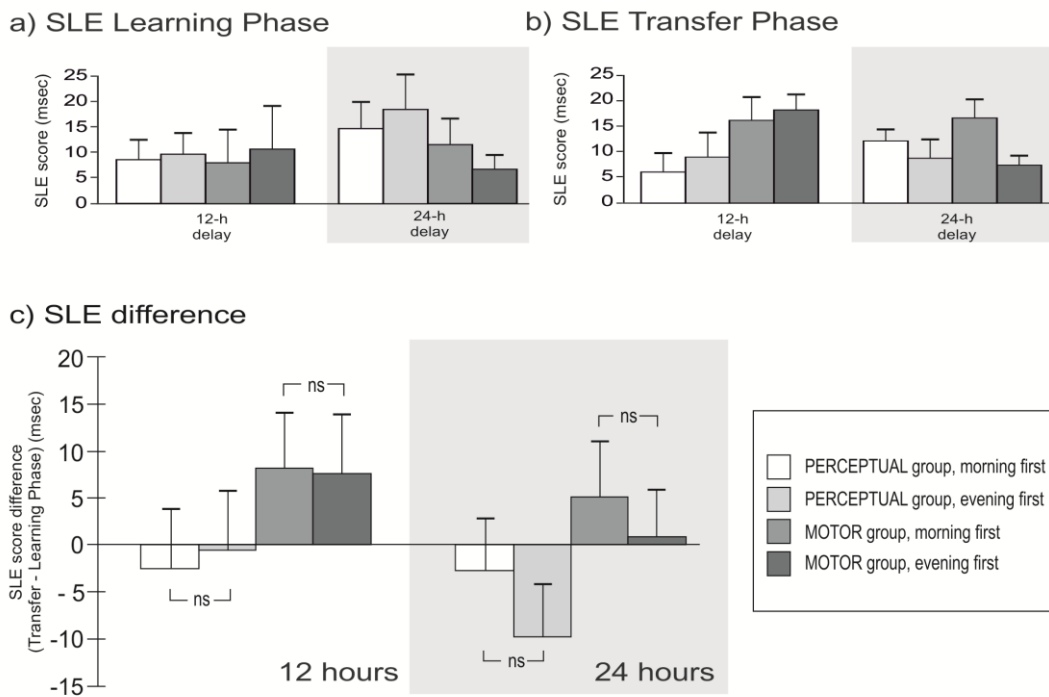 a) SLE Learning Phase
SLE score (msec)
25
20
15
10
5
0
12-h
delay
24-h
delay
b) SLE Transfer Phase
SLE score (msec)
25
20
15
10
5
0
12-h
delay
24-h
delay
c) SLE difference
SLE score difference
(Transfer - Learning Phase) (msec)
20
15
10
5
0
- 5
-10
-15
ns
ns
12 hours
ns
ns
24 hours
PERCEPTUAL group, morning first
PERCEPTUAL group, evening first
MOTOR group, morning first
MOTOR group, evening first